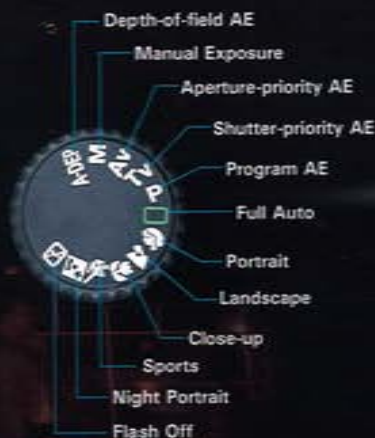 Depth-of-field AE
Manual Exposure
Aperture-priority AE
Shutter-priority AE
Program AE
Full Auto
Portrait
Landscape
Close-up
Sports
Night Portrait
Flash Off
A-DEP
M
Av
Tv
P